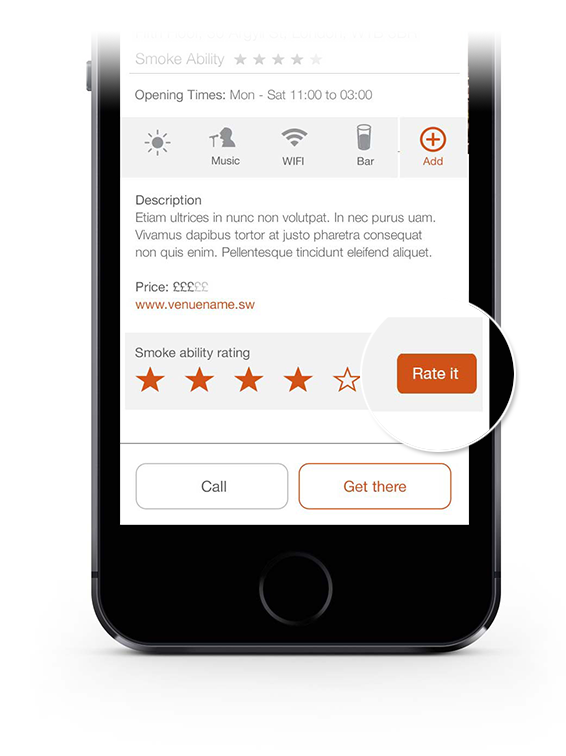 Smoke Ability
Opening Times: Mon - Sat 11:00 to 03:00
Music
WIFI
Bar
Add
Description
Etiam ultrices in nunc non volutpat. In nec purus uam.
Vivamus dapibus tortor at justo pharetra consequat
non quis enim. Pellentesque tincidunt eleifend aliquet.
Price: £££££
www.venuename.sw
Smoke ability rating
Rate it
Call
Get there